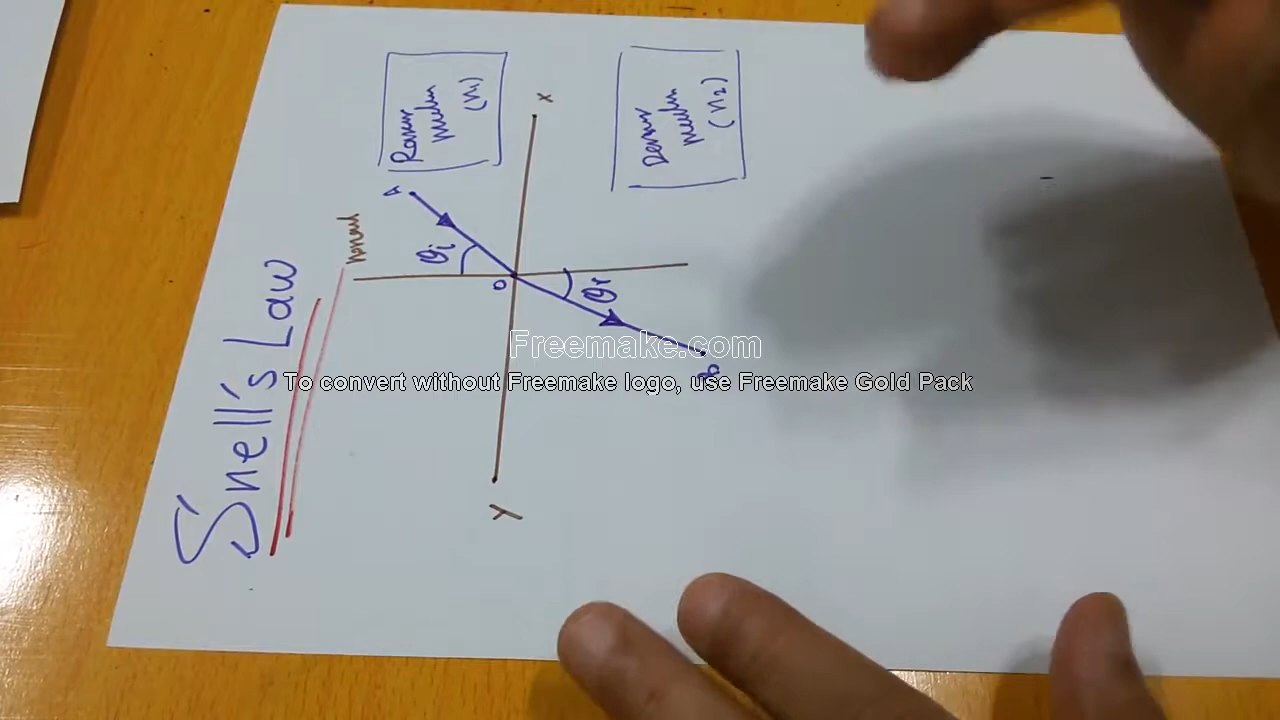 Snell's Law
Normal
A
Rarer
medium
(n₁)
θi
X
O
Y
θr
B
Denser
medium
(n₂)
Freemake.com
To convert without Freemake logo, use Freemake Gold Pack